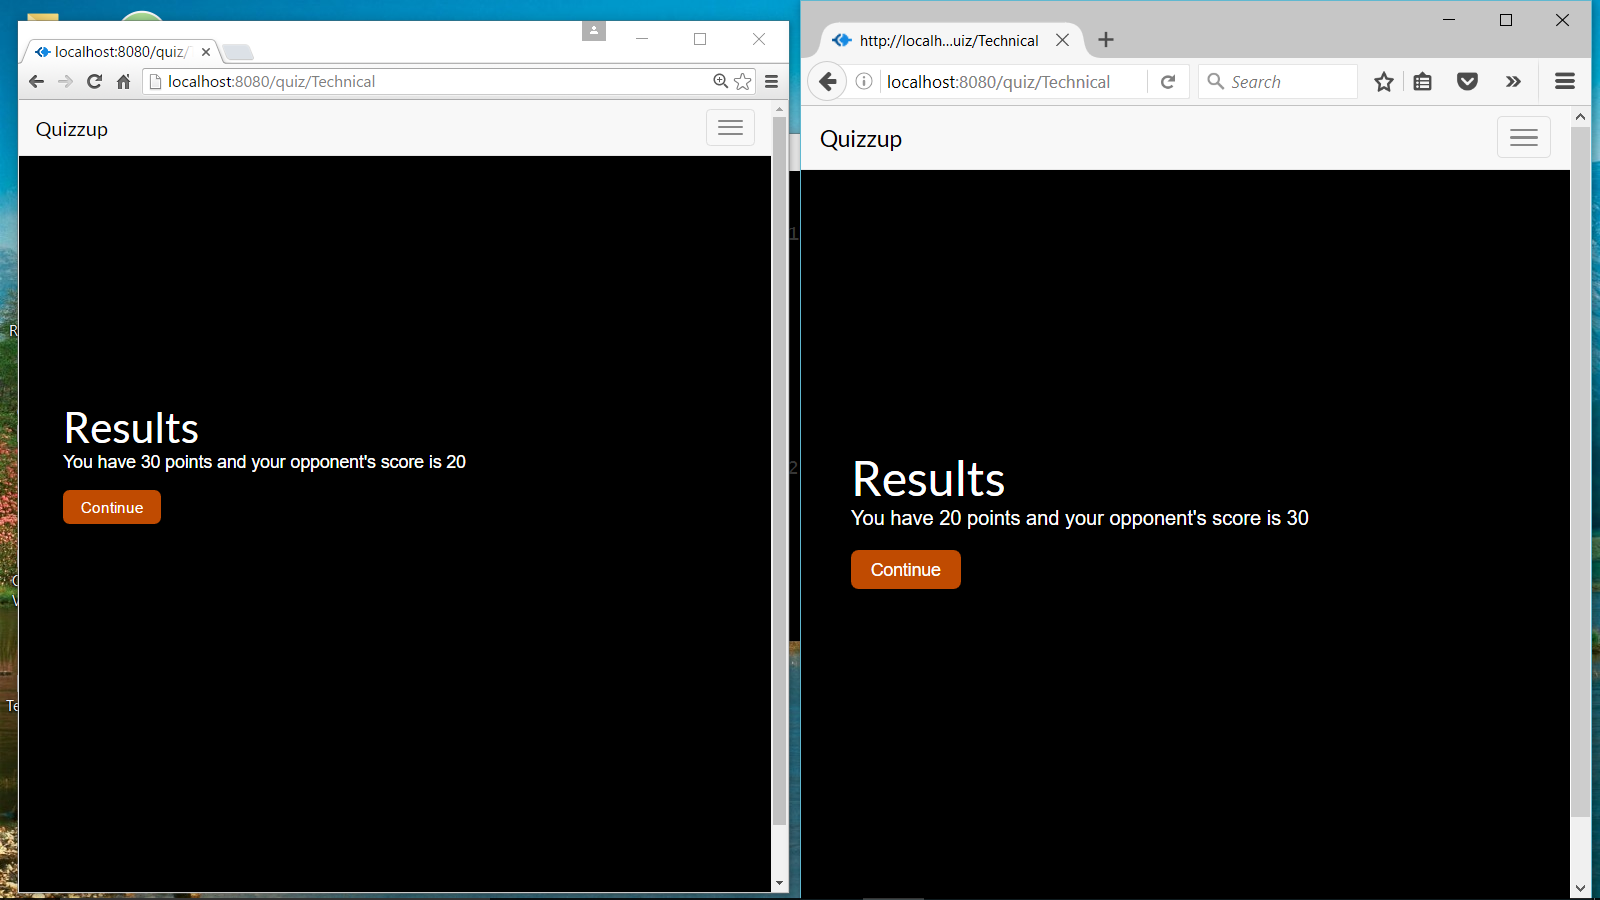 localhost:8080/quiz/
localhost:8080/quiz/Technical
Quizzup
Results
You have 30 points and your opponent's score is 20
Continue
1
2
http://localh...uiz/Technical
localhost:8080/quiz/Technical
Search
Quizzup
Results
You have 20 points and your opponent's score is 30
Continue